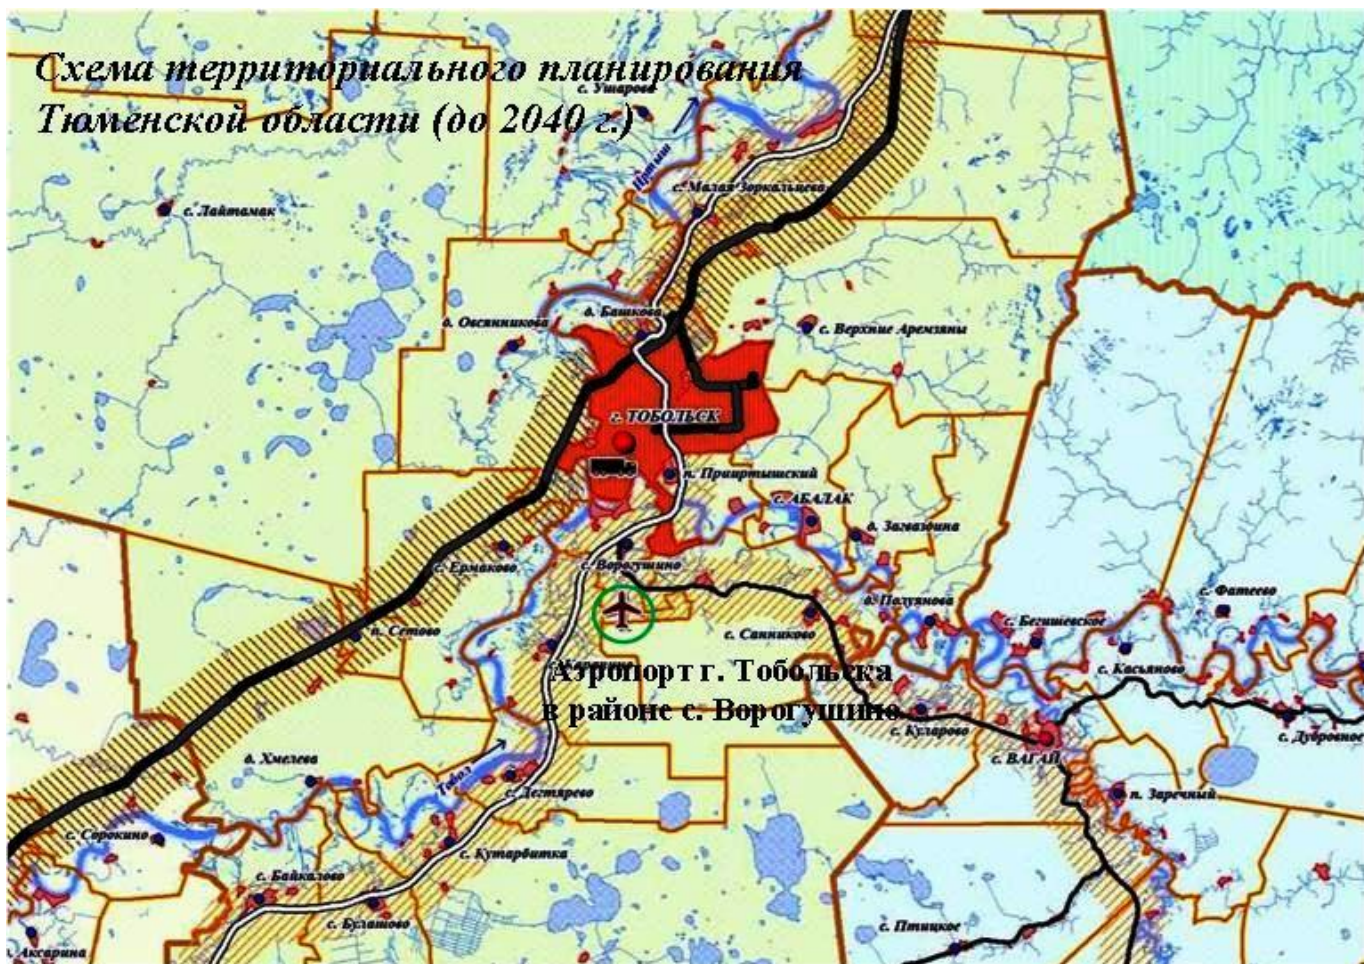 Схема территориального планирования
Тюменской области (до 2040 г.)
с. Ушарово
Иртыш
с. Малая Зоркальцева
с. Лайтамак
д. Башкова
д. Овсянникова
с. Верхние Аремзяны
г. ТОБОЛЬСК
п. Прииртышский
с. АБАЛАК
д. Загваздина
с. Ермаково
с. Ворогушино
д. Полуянова
с. Фатеево
с. Бегишевское
п. Сетово
с. Санниково
с. Касьяново
Аэропорт г. Тобольска
в районе с. Ворогушино
с. Куларово
с. Дубровное
с. ВАГАЙ
д. Хмелева
Тобол
с. Дегтярево
п. Заречный
с. Сорокино
с. Кутарбитка
с. Байкалово
с. Булашово
с. Птицкое
Аксарина